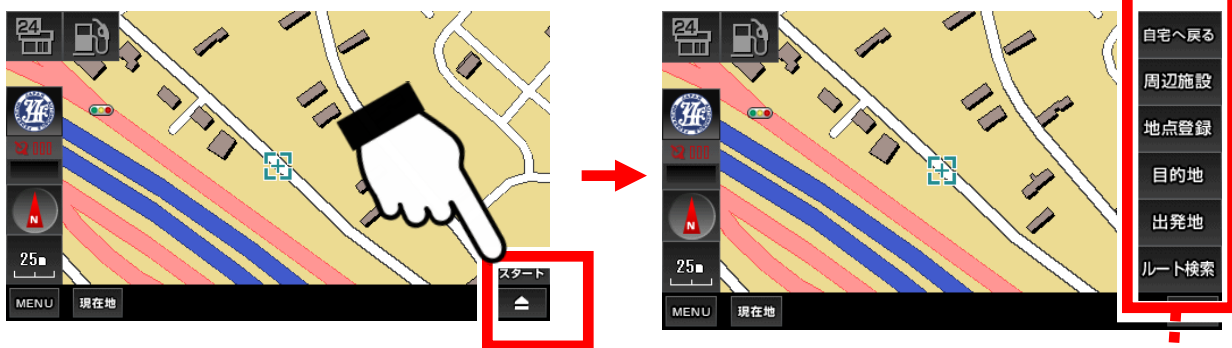 24
N
25m
MENU
現在地
スタート
24
N
25m
MENU
現在地
自宅へ戻る
周辺施設
地点登録
目的地
出発地
ルート検索